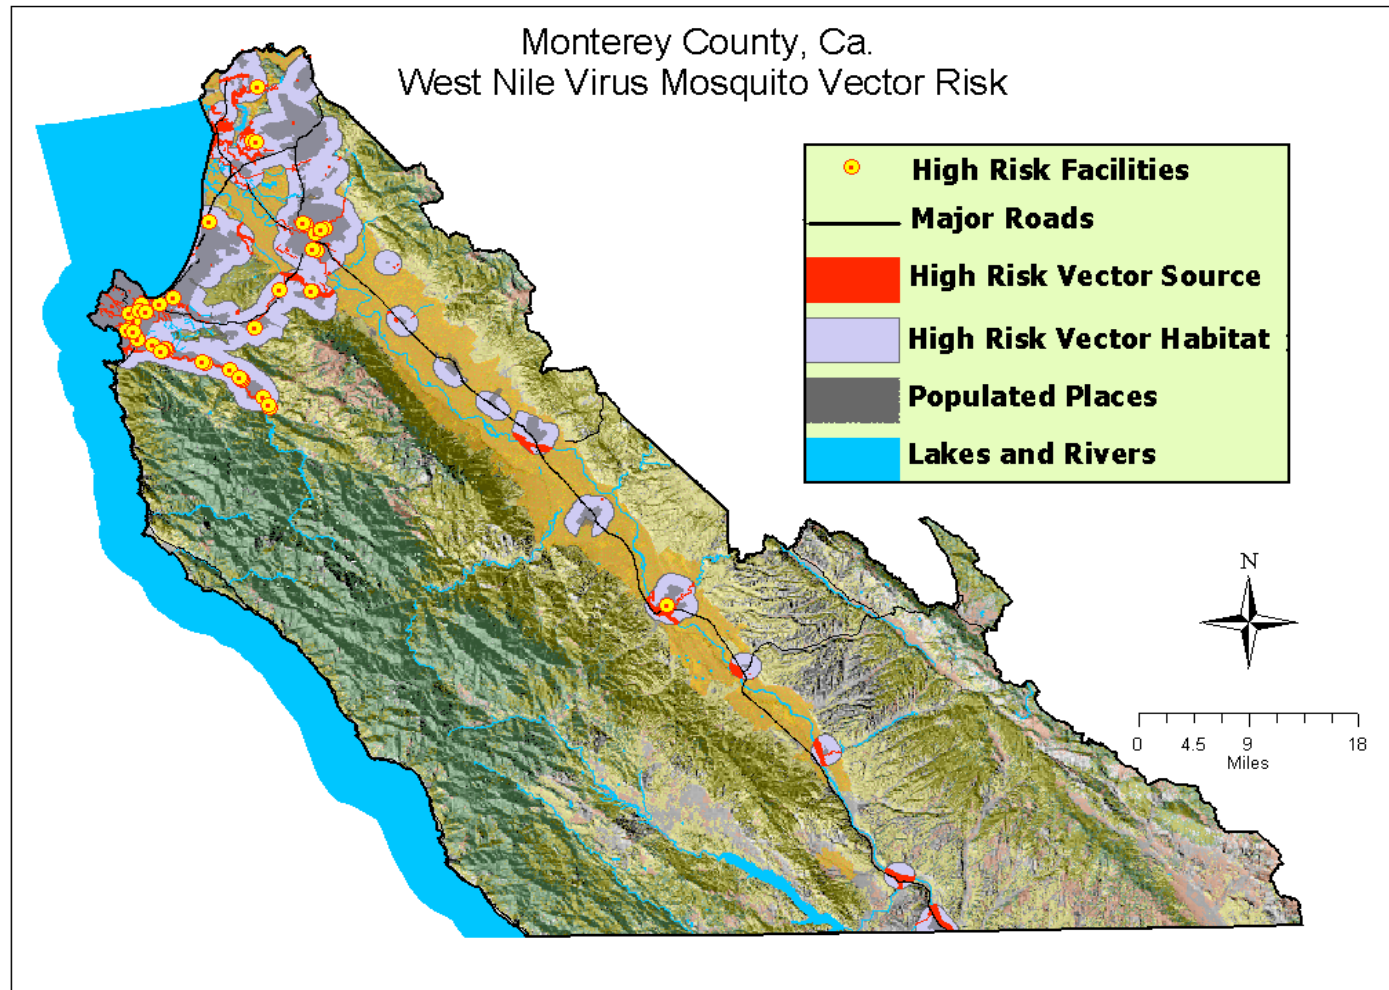 Monterey County, Ca.
West Nile Virus Mosquito Vector Risk
High Risk Facilities
Major Roads
High Risk Vector Source
High Risk Vector Habitat
Populated Places
Lakes and Rivers
N
0 4.5 9 18
Miles